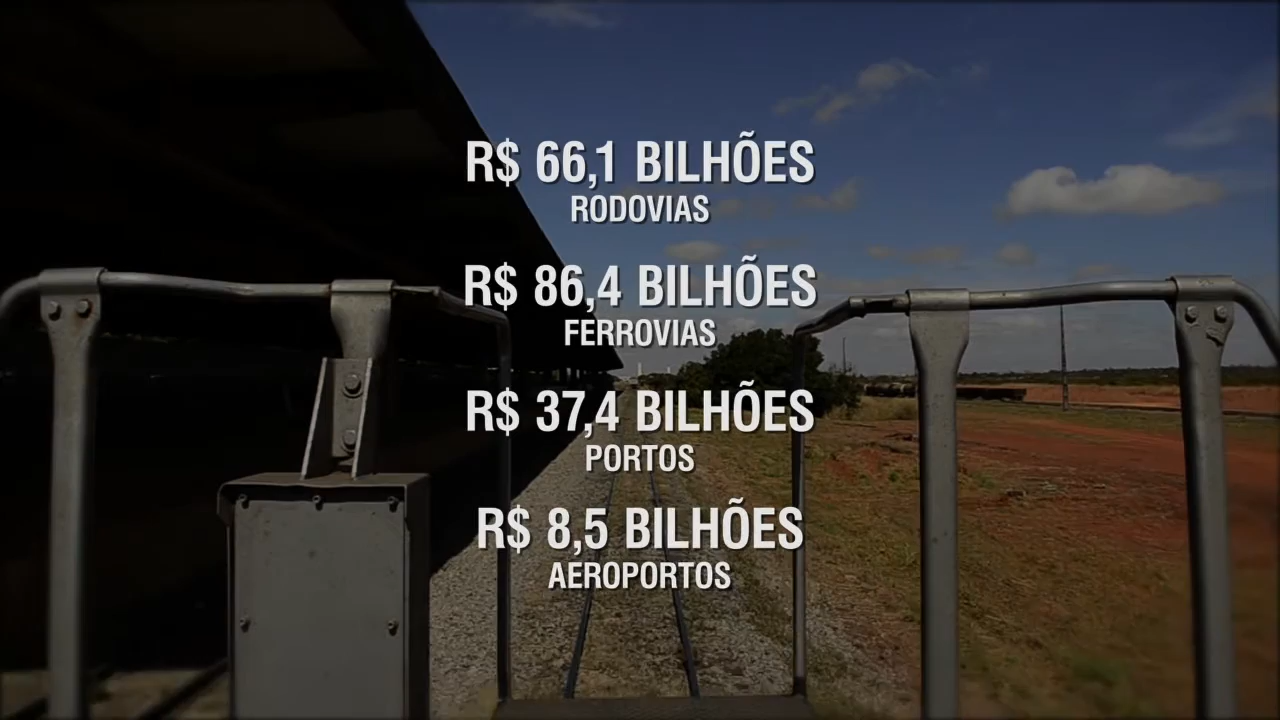 R$ 66,1 BILHÕES
RODOVIAS
R$ 86,4 BILHÕES
FERROVIAS
R$ 37,4 BILHÕES
PORTOS
R$ 8,5 BILHÕES
AEROPORTOS